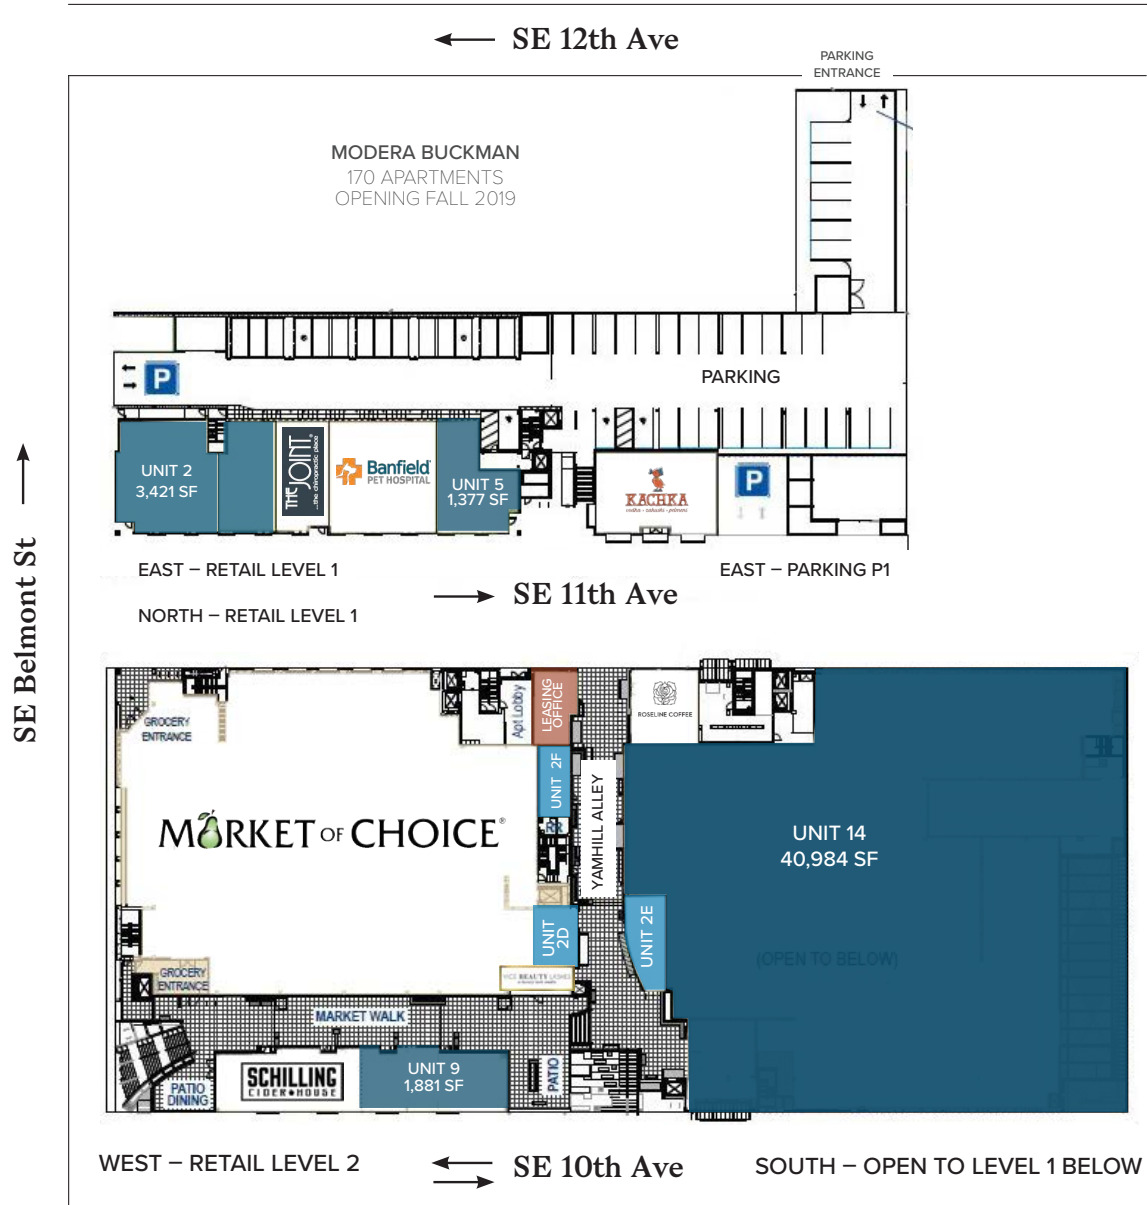 SE 12th Ave
PARKING
ENTRANCE
MODERA BUCKMAN
170 APARTMENTS
OPENING FALL 2019
P
PARKING
UNIT 2
3,421 SF
THE JOINT
...the chiropractic place
Banfield
PET HOSPITAL
UNIT 5
1,377 SF
KACHKA
P
EAST – RETAIL LEVEL 1
EAST – PARKING P1
SE 11th Ave
NORTH – RETAIL LEVEL 1
SE Belmont St
GROCERY
ENTRANCE
Apt Lobby
LEASING
OFFICE
ROSELINE COFFEE
UNIT 2F
RR
YAMHILL ALLEY
MARKET OF CHOICE®
UNIT 14
40,984 SF
UNIT
2D
UNIT 2E
(OPEN TO BELOW)
GROCERY
ENTRANCE
VICE BEAUTY LASHES
MARKET WALK
SCHILLING
CIDER HOUSE
UNIT 9
1,881 SF
PATIO
PATIO
DINING
WEST – RETAIL LEVEL 2
SE 10th Ave
SOUTH – OPEN TO LEVEL 1 BELOW